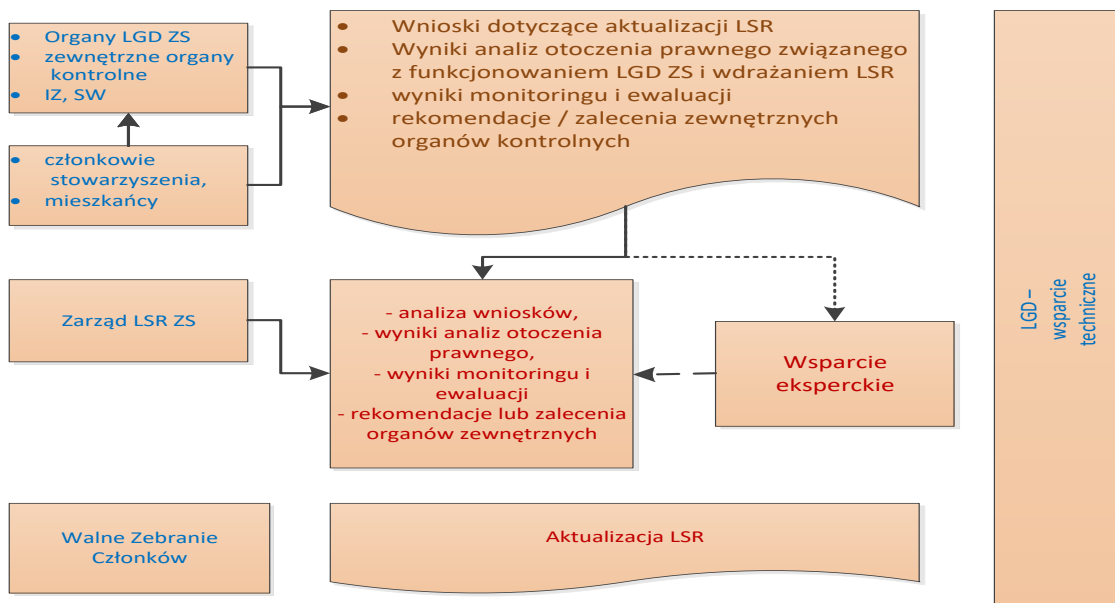 • Organy LGD ZS
• zewnętrzne organy
kontrolne
• IZ, SW
• członkowie
stowarzyszenia,
• mieszkańcy
• Wnioski dotyczące aktualizacji LSR
• Wyniki analiz otoczenia prawnego związanego
z funkcjonowaniem LGD ZS i wdrażaniem LSR
• wyniki monitoringu i ewaluacji
• rekomendacje / zalecenia zewnętrznych
organów kontrolnych
Zarząd LSR ZS
- analiza wniosków,
- wyniki analiz otoczenia
prawnego,
- wyniki monitoringu i
ewaluacji
- rekomendacje lub zalecenia
organów zewnętrznych
Wsparcie
eksperckie
Walne Zebranie
Członków
Aktualizacja LSR
LGD –
wsparcie
techniczne